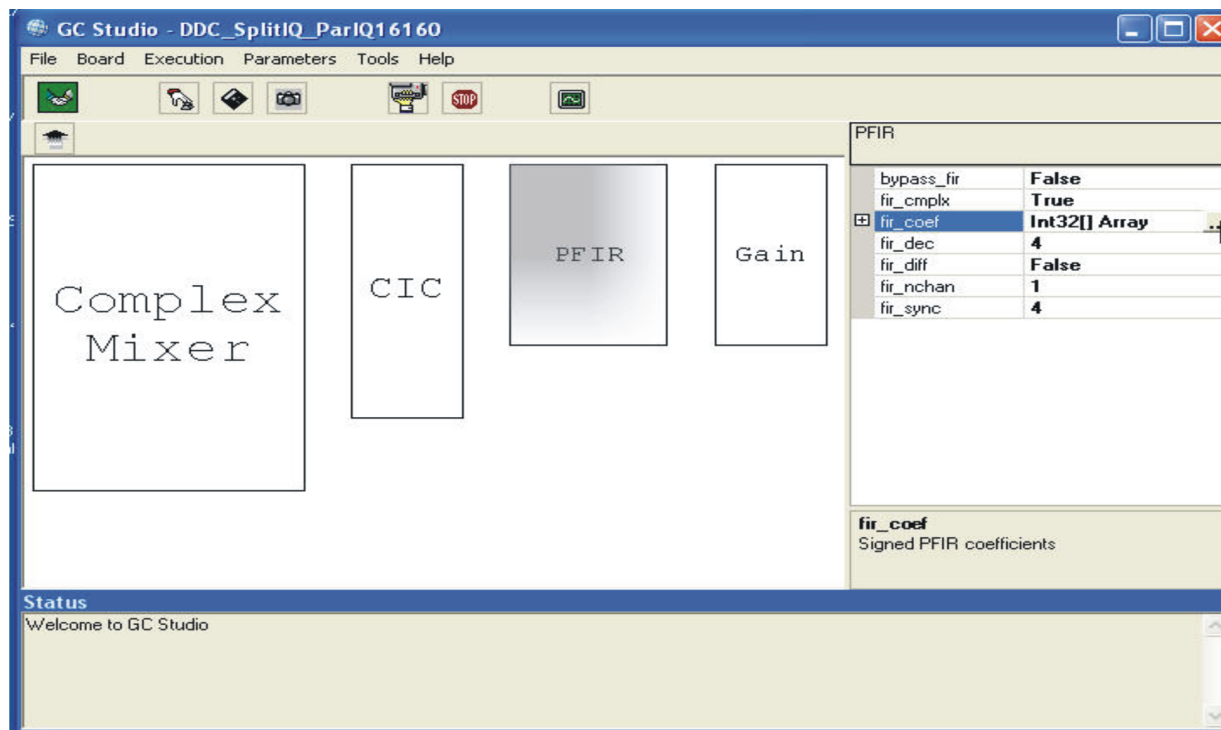 GC Studio - DDC_SplitIQ_ParIQ16160
File Board Execution Parameters Tools Help
STOP
PFIR
bypass_fir False
fir_cmplx True
fir_coef Int32[] Array
fir_dec 4
fir_diff False
fir_nchan 1
fir_sync 4
Complex
Mixer
CIC
PFIR
Gain
fir_coef
Signed PFIR coefficients
Status
Welcome to GC Studio